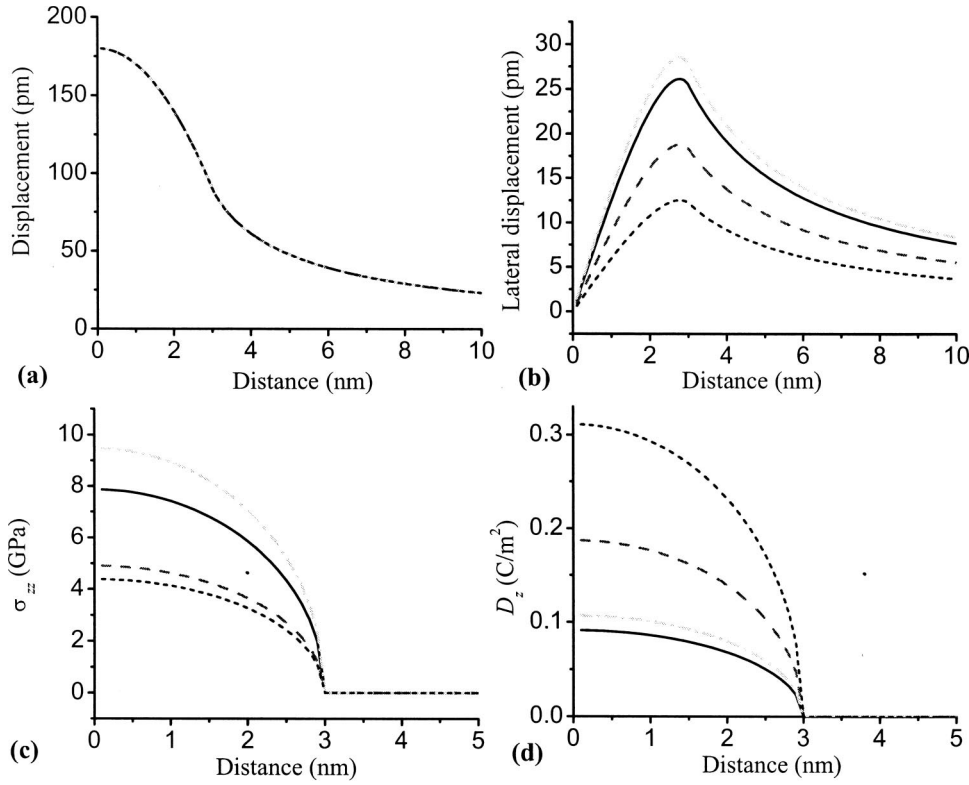 200
150
100
50
0
Displacement (pm)
0 2 4 6 8 10
Distance (nm)
(a)
30
25
20
15
10
5
0
Lateral displacement (pm)
0 2 4 6 8 10
Distance (nm)
(b)
10
8
6
4
2
0
σzz (GPa)
0 1 2 3 4 5
Distance (nm)
(c)
0.3
0.2
0.1
0.0
Dz (C/m²)
0 1 2 3 4 5
Distance (nm)
(d)